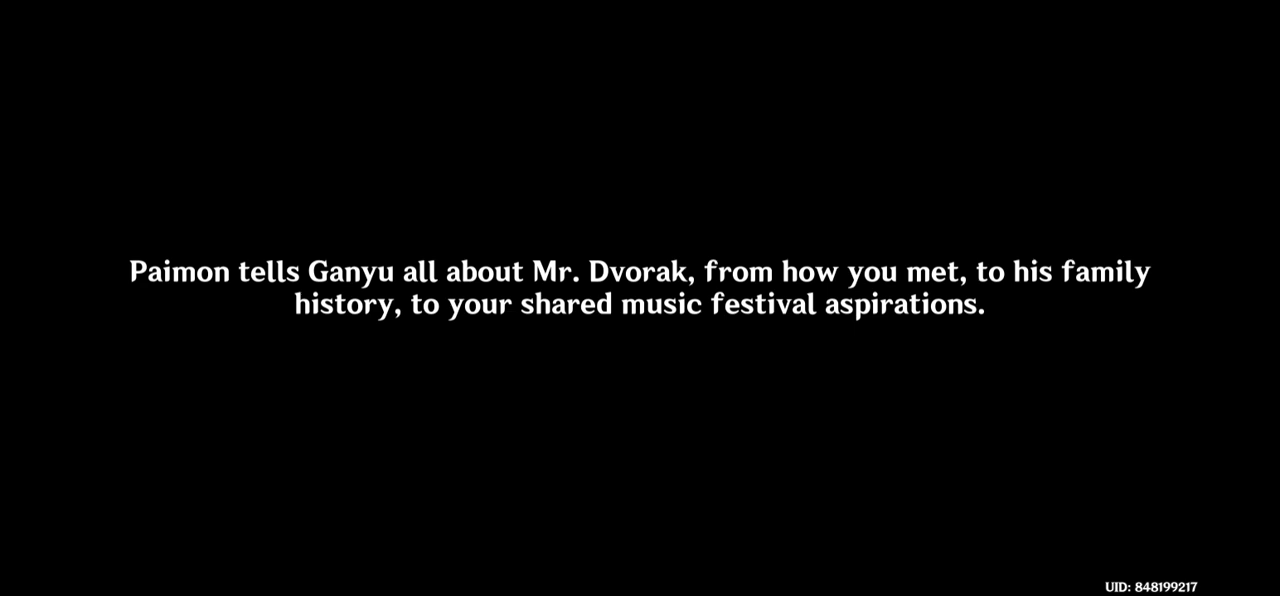 Paimon tells Ganyu all about Mr. Dvorak, from how you met, to his family
history, to your shared music festival aspirations.
UID: 848199217